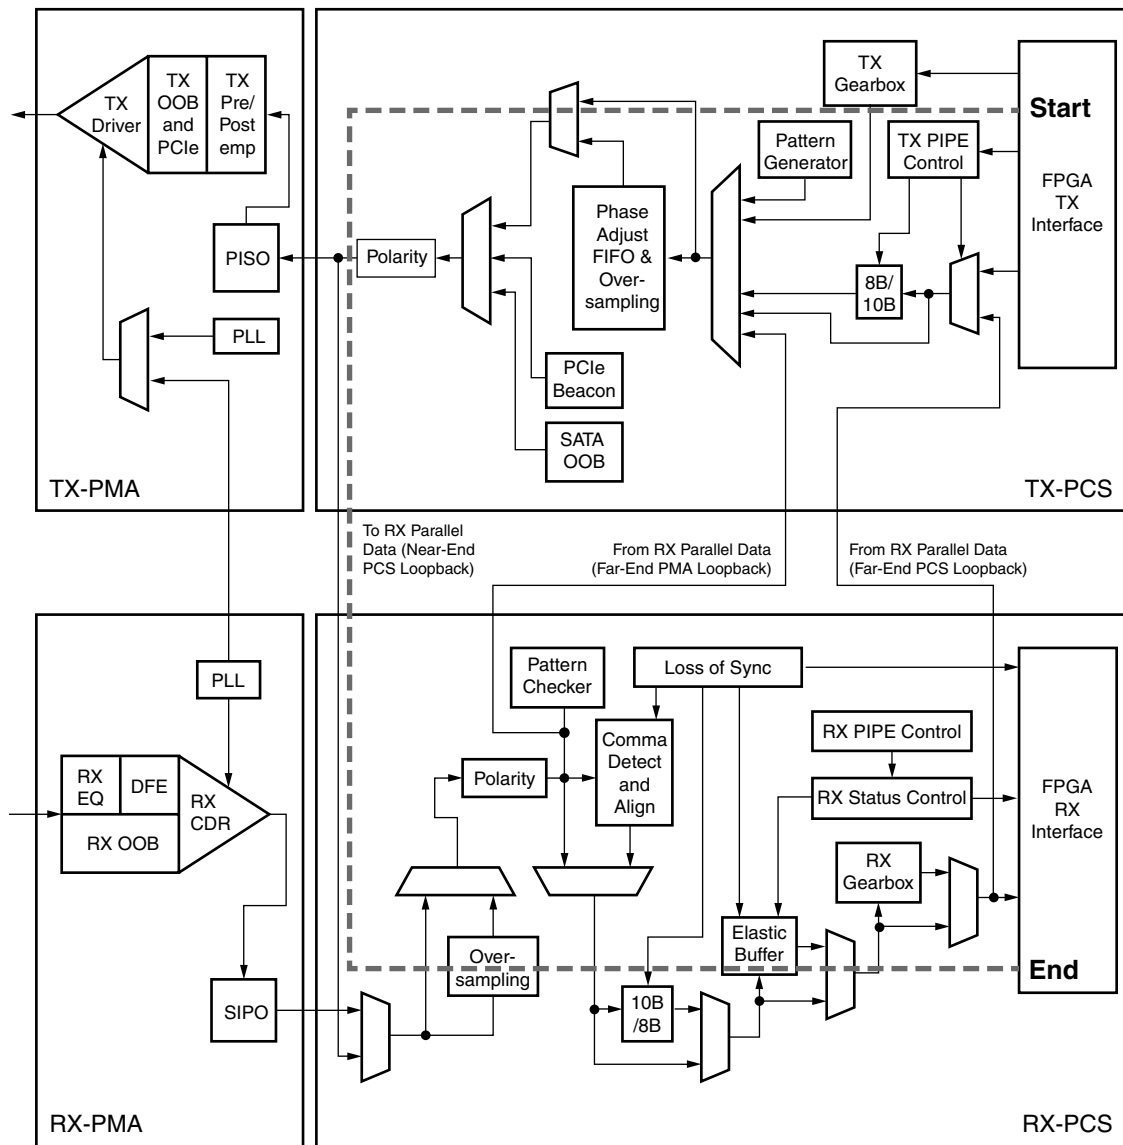 TX
Driver
TX
OOB
and
PCIe
TX
Pre/
Post
emp
PISO
PLL
TX-PMA
TX
Gearbox
Start
Pattern
Generator
TX PIPE
Control
FPGA
TX
Interface
Phase
Adjust
FIFO &
Over-
sampling
Polarity
8B/
10B
PCIe
Beacon
SATA
OOB
TX-PCS
To RX Parallel
Data (Near-End
PCS Loopback)
From RX Parallel Data
(Far-End PMA Loopback)
From RX Parallel Data
(Far-End PCS Loopback)
PLL
RX
EQ
DFE
RX
CDR
RX OOB
SIPO
RX-PMA
Pattern
Checker
Loss of Sync
Polarity
Comma
Detect
and
Align
RX PIPE Control
RX Status Control
FPGA
RX
Interface
RX
Gearbox
Over-
sampling
Elastic
Buffer
End
10B
/8B
RX-PCS